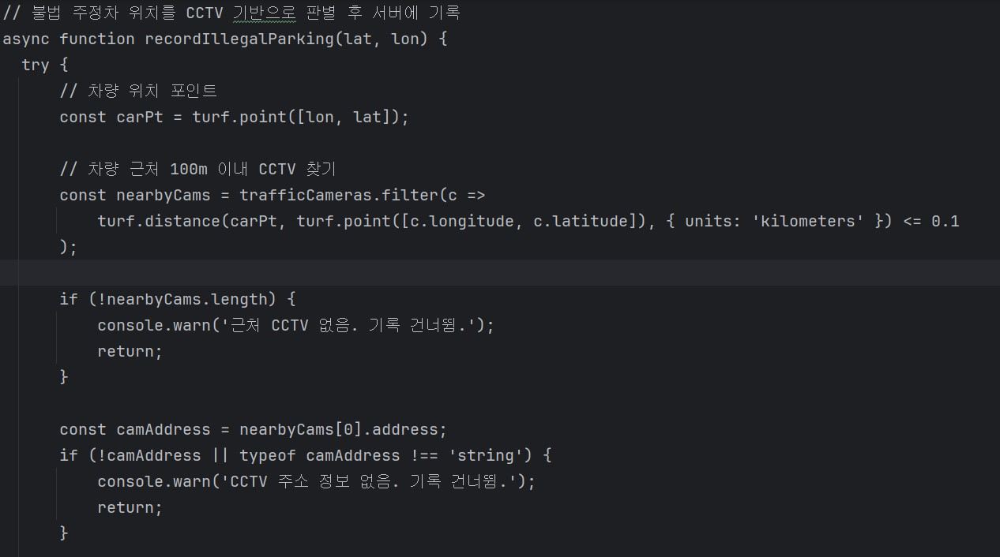 // 불법 주정차 위치를 CCTV 기반으로 판별 후 서버에 기록
async function recordIllegalParking(lat, lon) {
try {
// 차량 위치 포인트
const carPt = turf.point([lon, lat]);
// 차량 근처 100m 이내 CCTV 찾기
const nearbyCams = trafficCameras.filter(c =>
turf.distance(carPt, turf.point([c.longitude, c.latitude]), { units: 'kilometers' }) <= 0.1
);
if (!nearbyCams.length) {
console.warn('근처 CCTV 없음. 기록 건너뜀.');
return;
}
const camAddress = nearbyCams[0].address;
if (!camAddress || typeof camAddress !== 'string') {
console.warn('CCTV 주소 정보 없음. 기록 건너뜀.');
return;
}